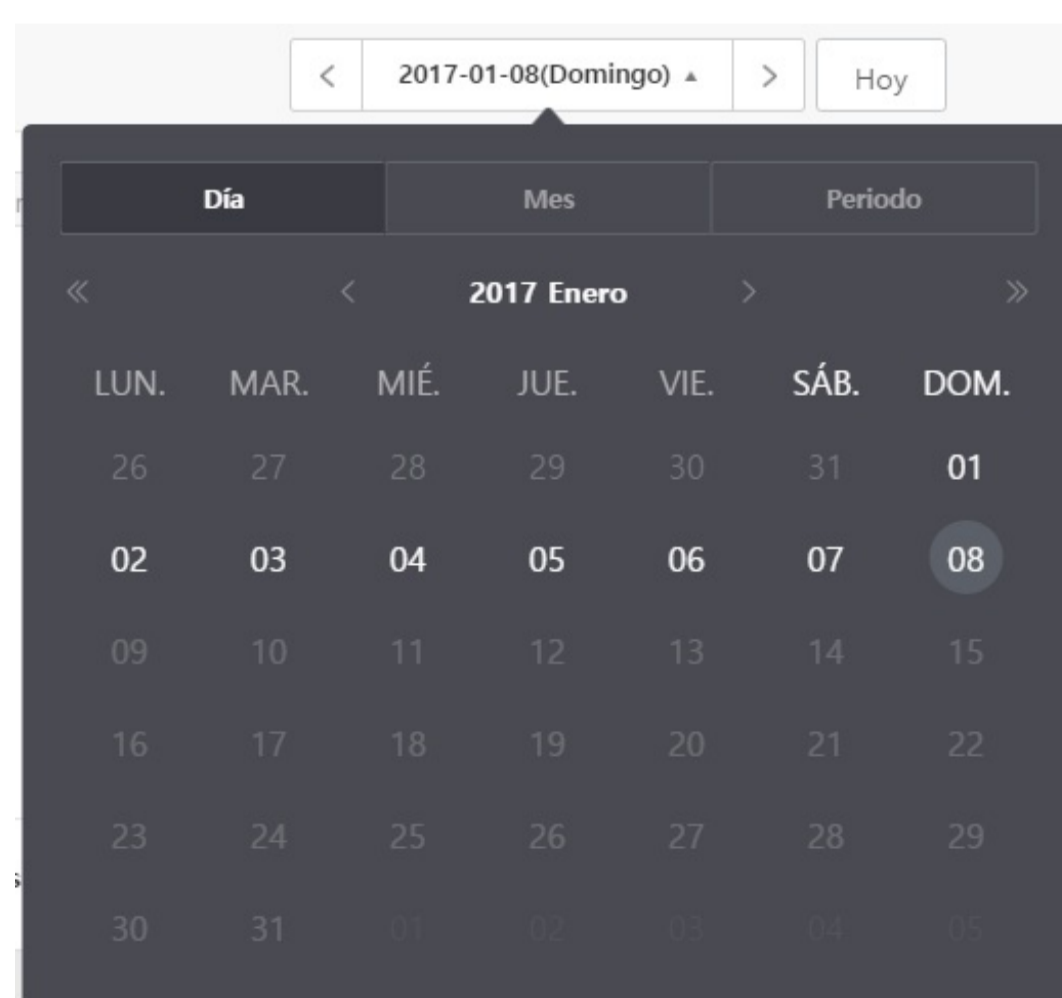 2017-01-08(Domingo) ▲ Hoy
Día Mes Periodo
2017 Enero
LUN. MAR. MIÉ. JUE. VIE. SÁB. DOM.
26 27 28 29 30 31 01
02 03 04 05 06 07 08
09 10 11 12 13 14 15
16 17 18 19 20 21 22
23 24 25 26 27 28 29
30 31 01 02 03 04 05